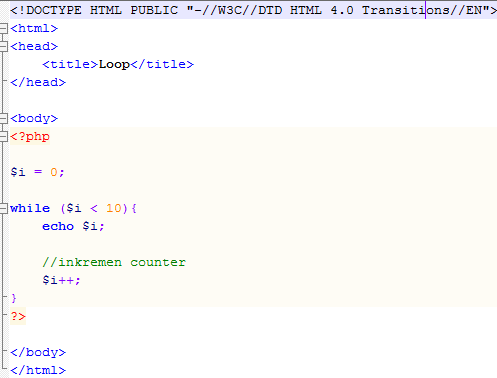 <!DOCTYPE HTML PUBLIC "-//W3C//DTD HTML 4.0 Transitions//EN">
<html>
<head>
    <title>Loop</title>
</head>

<body>
<?php

$i = 0;

while ($i < 10){
    echo $i;

    //inkremen counter
    $i++;
}
?>

</body>
</html>